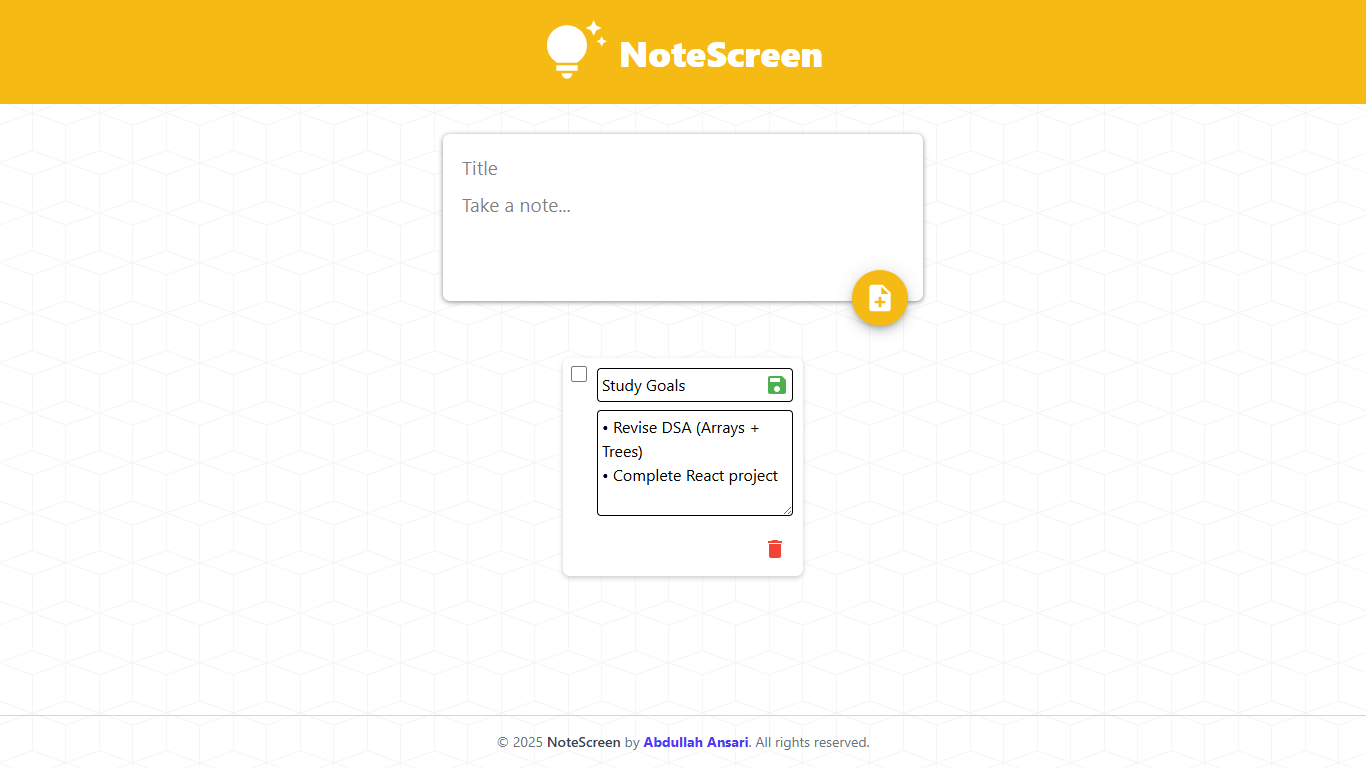 NoteScreen
Title
Take a note...
Study Goals
• Revise DSA (Arrays +
Trees)
• Complete React project
© 2025 NoteScreen by Abdullah Ansari. All rights reserved.